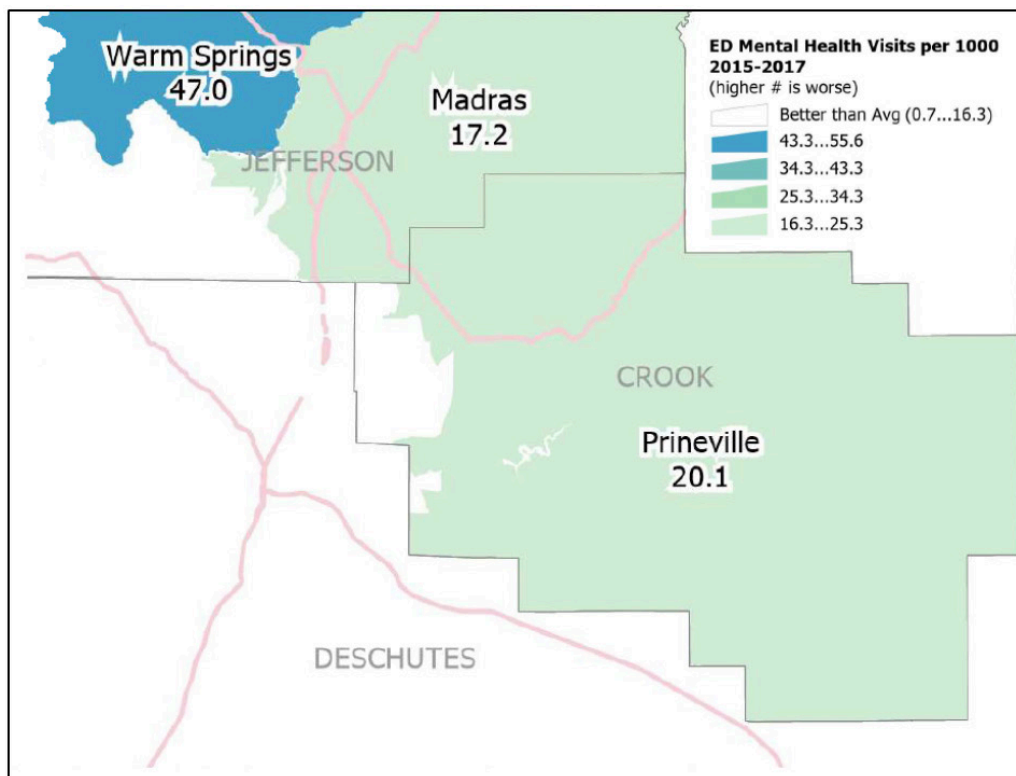 Warm Springs
47.0
Madras
17.2
JEFFERSON
ED Mental Health Visits per 1000
2015-2017
(higher # is worse)
Better than Avg (0.7...16.3)
43.3...55.6
34.3...43.3
25.3...34.3
16.3...25.3
CROOK
Prineville
20.1
DESCHUTES